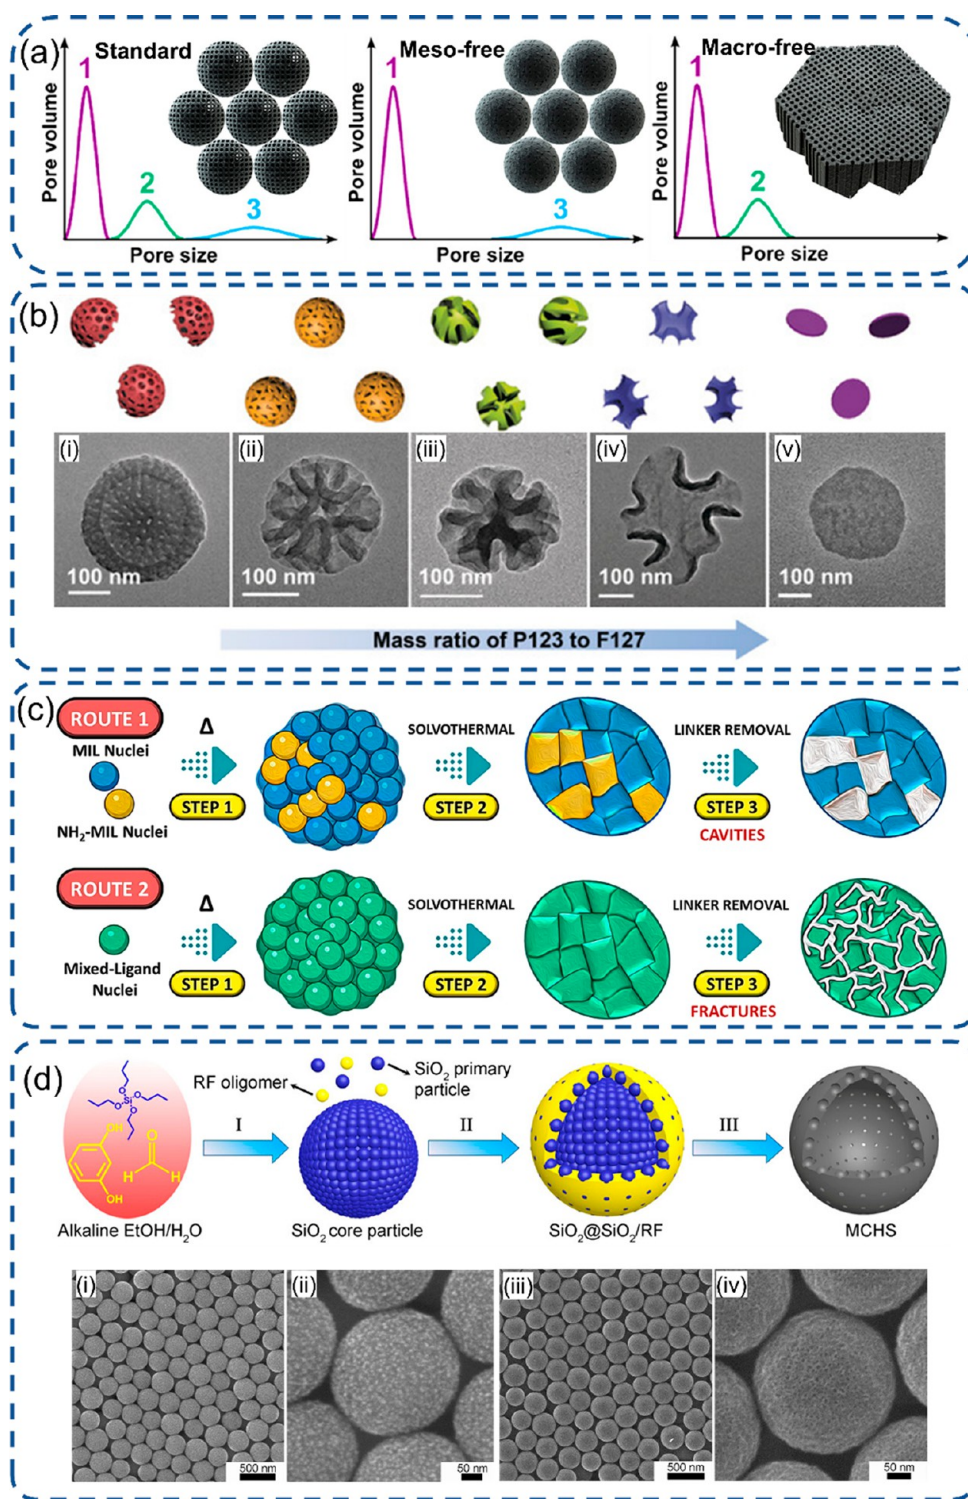 (a)
Standard
Meso-free
Macro-free
1
2
3
Pore volume
Pore size
1
3
Pore volume
Pore size
1
2
Pore volume
Pore size
(b)
(i)
(ii)
(iii)
(iv)
(v)
100 nm
100 nm
100 nm
100 nm
100 nm
Mass ratio of P123 to F127
(c)
ROUTE 1
MIL Nuclei
NH2-MIL Nuclei
Δ
STEP 1
SOLVOTHERMAL
STEP 2
LINKER REMOVAL
STEP 3
CAVITIES
ROUTE 2
Mixed-Ligand
Nuclei
Δ
STEP 1
SOLVOTHERMAL
STEP 2
LINKER REMOVAL
STEP 3
FRACTURES
(d)
O
O
Si
O
O
OH
OH
O
H
H
Alkaline EtOH/H2O
I
RF oligomer
SiO2 primary
particle
SiO2 core particle
II
SiO2@SiO2/RF
III
MCHS
(i)
(ii)
(iii)
(iv)
500 nm
50 nm
500 nm
50 nm